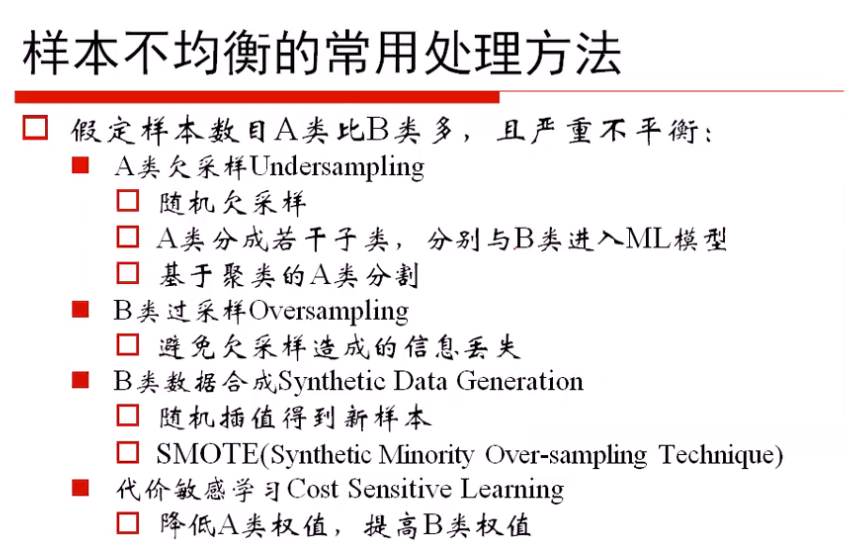 样本不均衡的常用处理方法
假定样本数目A类比B类多，且严重不平衡：
A类欠采样Undersampling
随机欠采样
A类分成若干子类，分别与B类进入ML模型
基于聚类的A类分割
B类过采样Oversampling
避免欠采样造成的信息丢失
B类数据合成Synthetic Data Generation
随机插值得到新样本
SMOTE(Synthetic Minority Over-sampling Technique)
代价敏感学习Cost Sensitive Learning
降低A类权值，提高B类权值